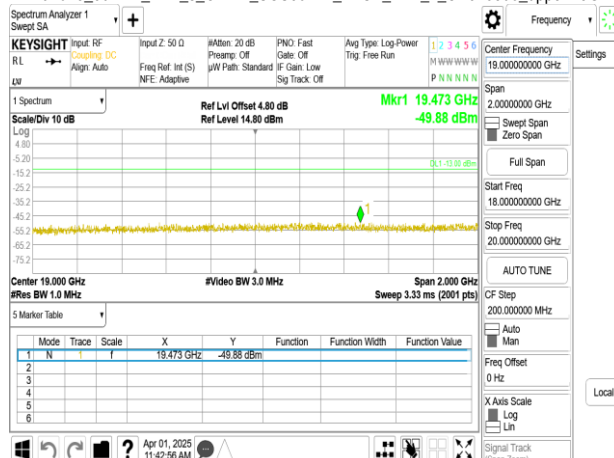 Spectrum Analyzer 1
Swept SA
Frequency
Settings
KEYSIGHT
RL
Input: RF
Coupling: DC
Align: Auto
Input Z: 50 Ω
Freq Ref: Int (S)
NFE: Adaptive
#Atten: 20 dB
Preamp: Off
µW Path: Standard
PNO: Fast
Gate: Off
IF Gain: Low
Sig Track: Off
Avg Type: Log-Power
Trig: Free Run
1 2 3 4 5 6
M W W W W W
P N N N N N
1 Spectrum
Scale/Div 10 dB
Ref Lvl Offset 4.80 dB
Ref Level 14.80 dBm
Mkr1 19.473 GHz
-49.88 dBm
Log
4.80
-5.20
-15.2
-25.2
-35.2
-45.2
-55.2
-65.2
-75.2
DL1 -13.00 dBm
1
Center 19.000 GHz
#Res BW 1.0 MHz
#Video BW 3.0 MHz
Span 2.000 GHz
Sweep 3.33 ms (2001 pts)
5 Marker Table
Mode Trace Scale X Y Function Function Width Function Value
1 N 1 f 19.473 GHz -49.88 dBm
2
3
4
5
6
Apr 01, 2025
11:42:56 AM
Center Frequency
19.000000000 GHz
Span
2.00000000 GHz
Swept Span
Zero Span
Full Span
Start Freq
18.000000000 GHz
Stop Freq
20.000000000 GHz
AUTO TUNE
CF Step
200.000000 MHz
Auto
Man
Freq Offset
0 Hz
X Axis Scale
Log
Lin
Local
Signal Track